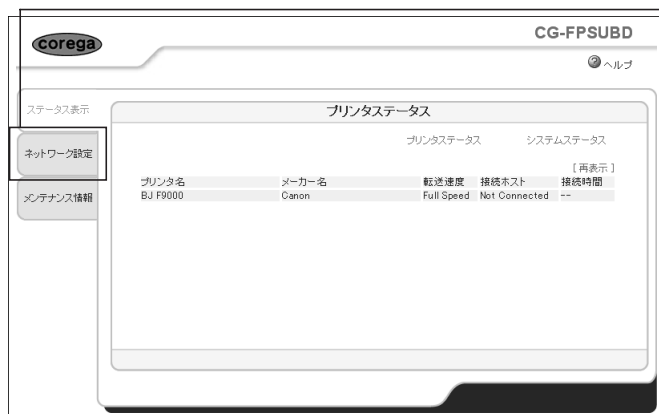 corega
CG-FPSUBD
ヘルプ
ステータス表示
ネットワーク設定
メンテナンス情報
プリンタステータス
プリンタステータス システムステータス
[再表示]
プリンタ名 メーカー名 転送速度 接続ホスト 接続時間
BJ F9000 Canon Full Speed Not Connected --